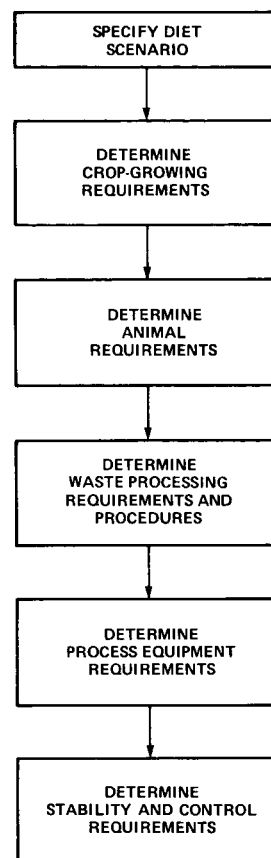 SPECIFY DIET
SCENARIO
DETERMINE
CROP-GROWING
REQUIREMENTS
DETERMINE
ANIMAL
REQUIREMENTS
DETERMINE
WASTE PROCESSING
REQUIREMENTS AND
PROCEDURES
DETERMINE
PROCESS EQUIPMENT
REQUIREMENTS
DETERMINE
STABILITY AND CONTROL
REQUIREMENTS